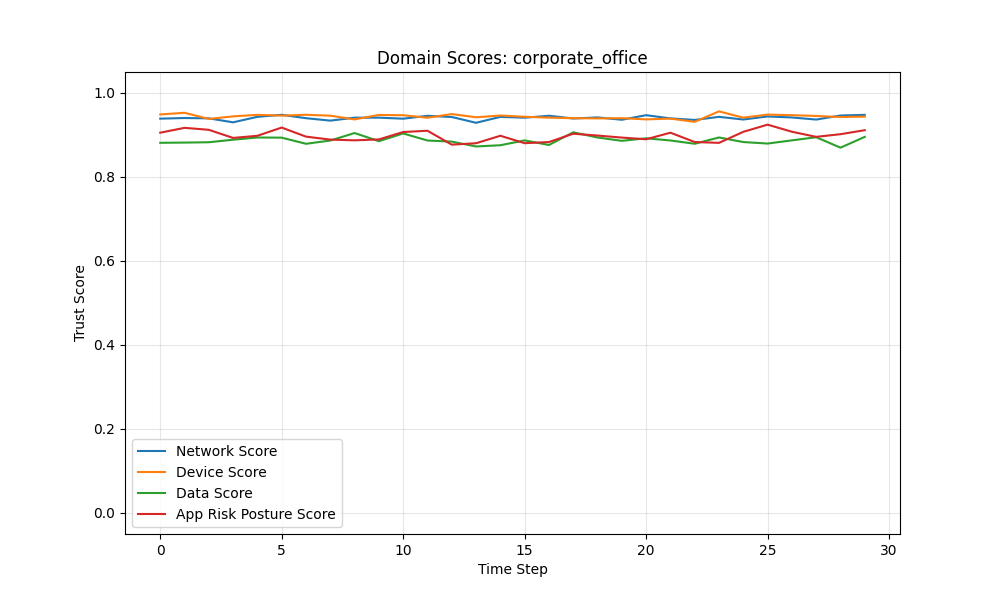 Domain Scores: corporate_office
Trust Score
1.0
0.8
0.6
0.4
0.2
0.0
Network Score
Device Score
Data Score
App Risk Posture Score
0 5 10 15 20 25 30
Time Step